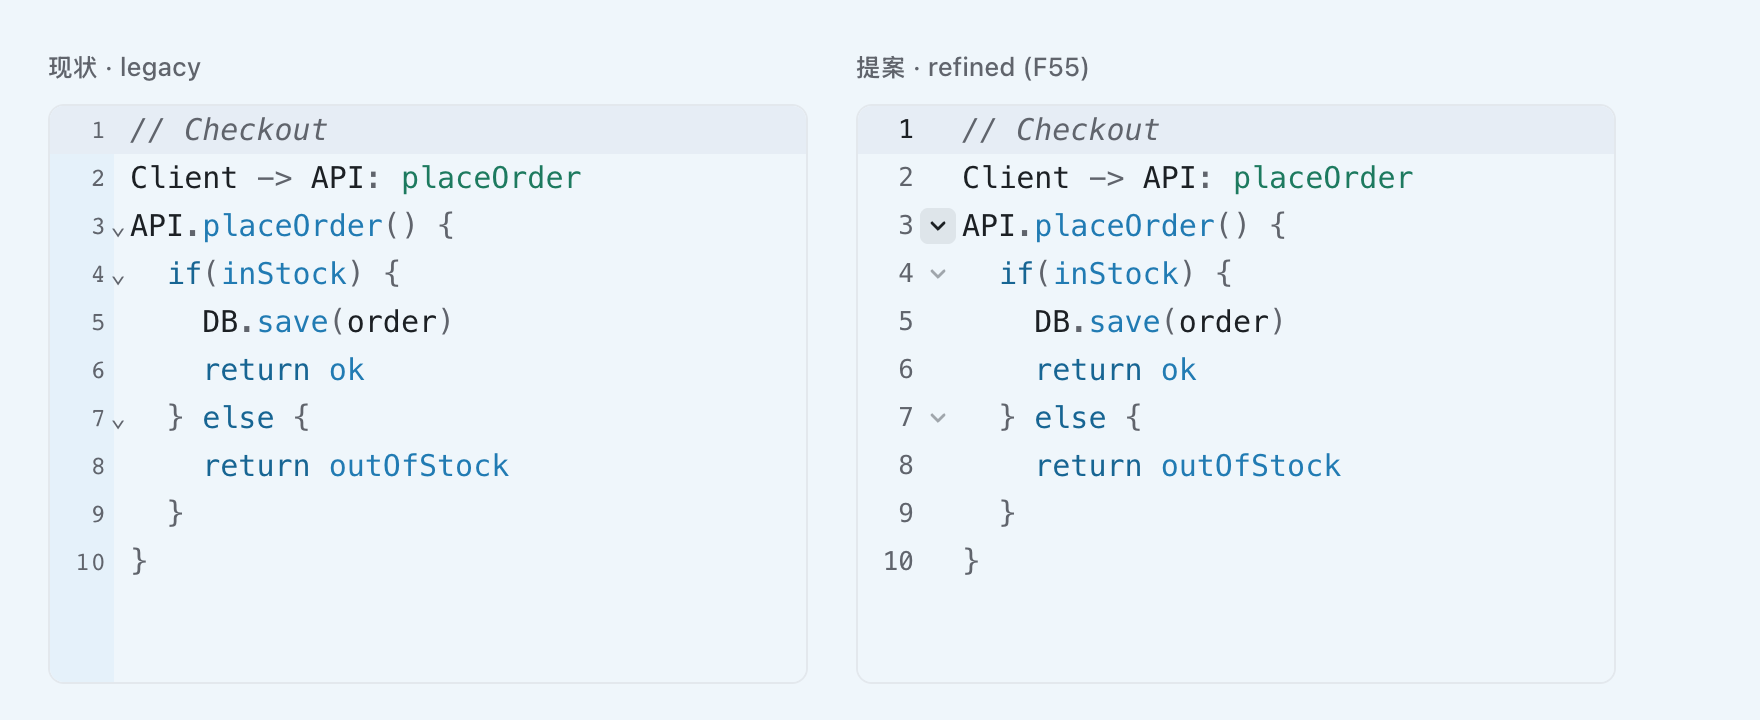 现状 · legacy
1 // Checkout
2 Client -> API: placeOrder
3 API.placeOrder() {
4   if(inStock) {
5     DB.save(order)
6     return ok
7   } else {
8     return outOfStock
9   }
10 }
提案 · refined (F55)
1 // Checkout
2 Client -> API: placeOrder
3 API.placeOrder() {
4   if(inStock) {
5     DB.save(order)
6     return ok
7   } else {
8     return outOfStock
9   }
10 }